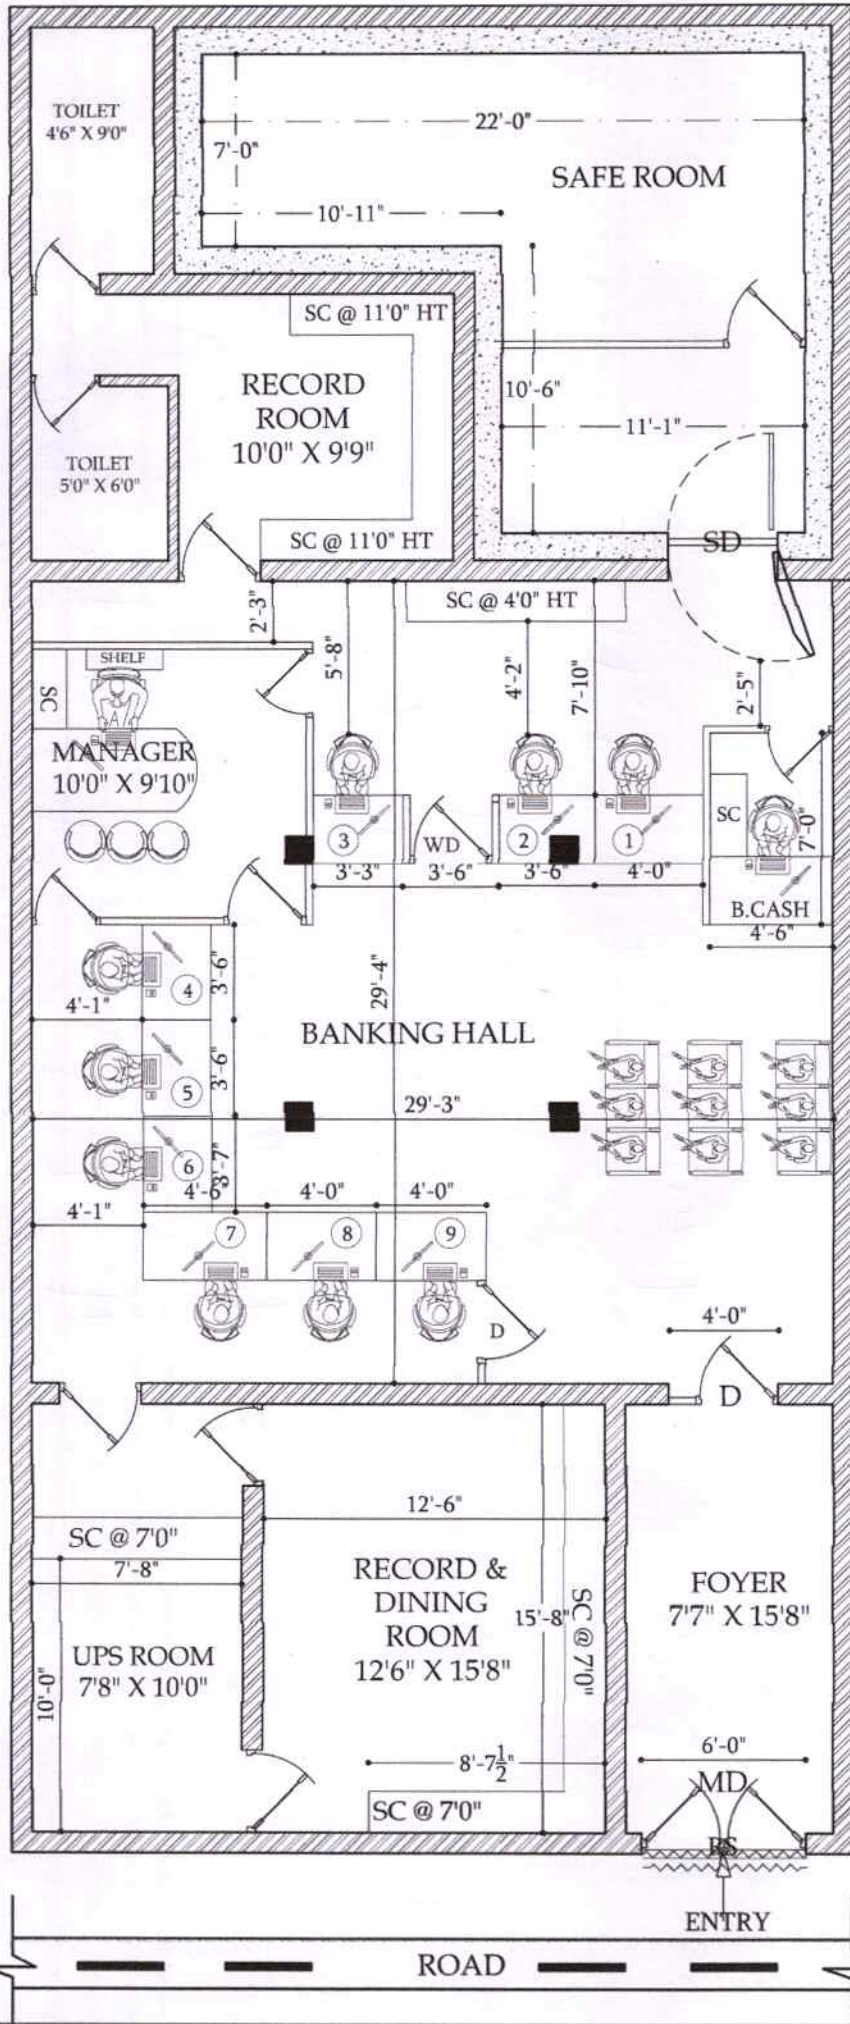 TOILET
4'6" X 9'0"
22'-0"
7'-0"
SAFE ROOM
10'-11"
SC @ 11'0" HT
RECORD
ROOM
10'0" X 9'9"
10'-6"
11'-1"
TOILET
5'0" X 6'0"
SC @ 11'0" HT
SD
2'-3"
SC @ 4'0" HT
5'-8"
4'-2"
7'-10"
2'-5"
SHELF
SC
MANAGER
10'0" X 9'10"
3
WD
2
1
SC
7'-0"
3'-3"
3'-6"
3'-6"
4'-0"
B.CASH
4'-6"
4
3'-6"
4'-1"
29'-4"
BANKING HALL
5
3'-6"
29'-3"
6
3'-7"
4'-6"
4'-0"
4'-0"
4'-1"
7
8
9
D
4'-0"
D
12'-6"
SC @ 7'0"
7'-8"
RECORD &
DINING
ROOM
12'6" X 15'8"
15'-8"
SC @ 7'0"
FOYER
7'7" X 15'8"
UPS ROOM
7'8" X 10'0"
10'-0"
8'-7½"
SC @ 7'0"
6'-0"
MD
RS
ENTRY
ROAD